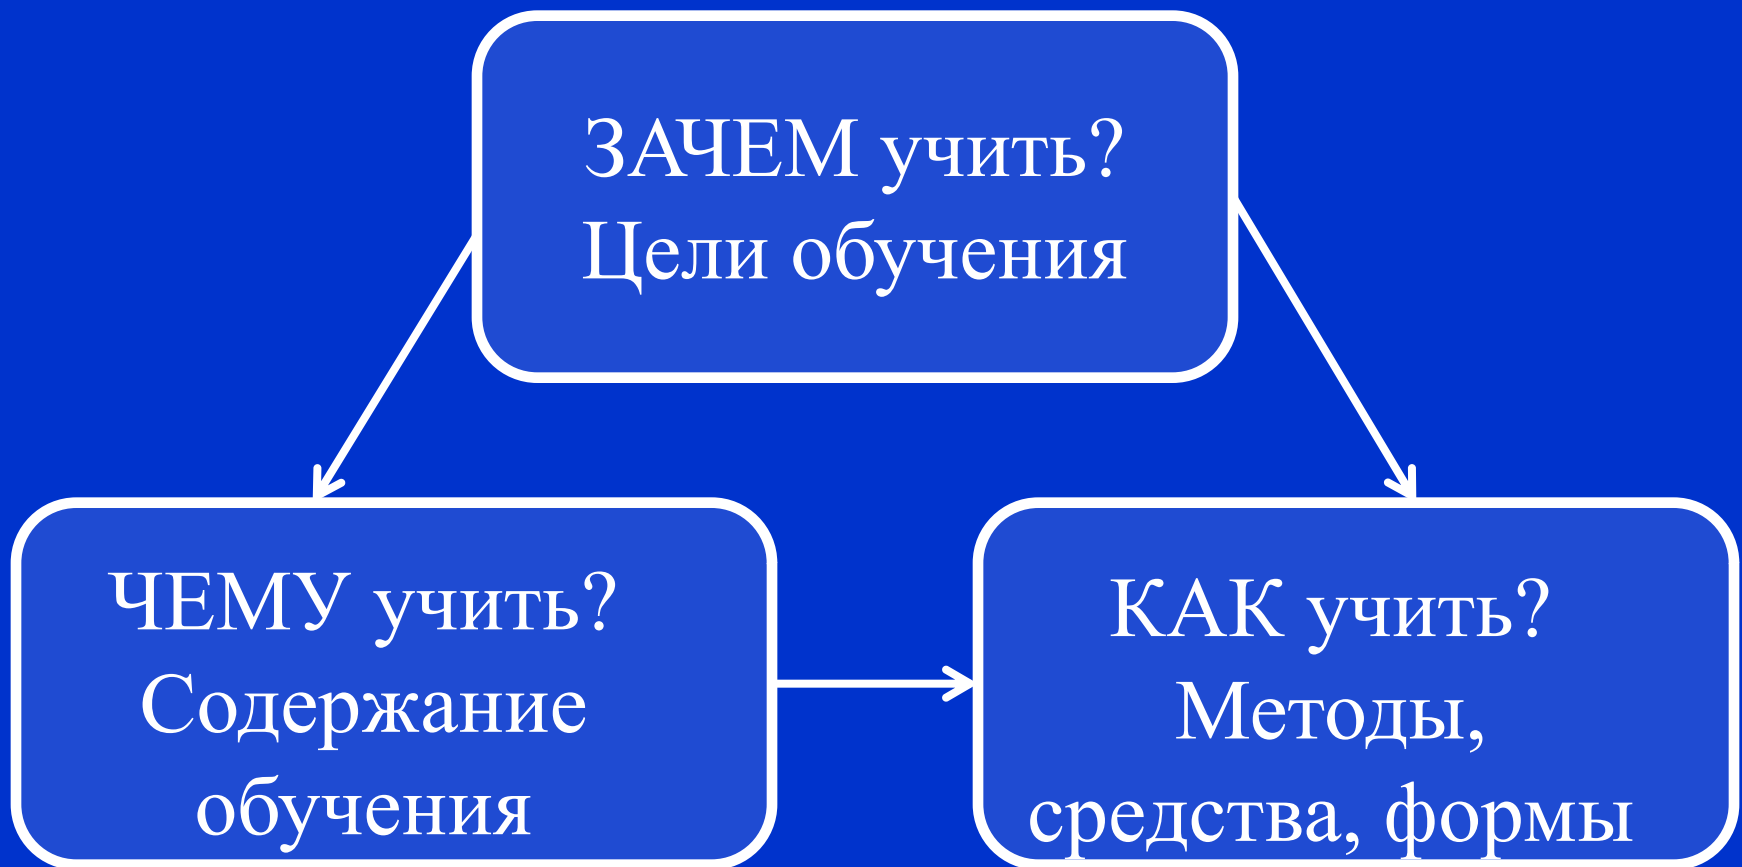 ЗАЧЕМ учить?
Цели обучения
ЧЕМУ учить?
Содержание
обучения
КАК учить?
Методы,
средства, формы